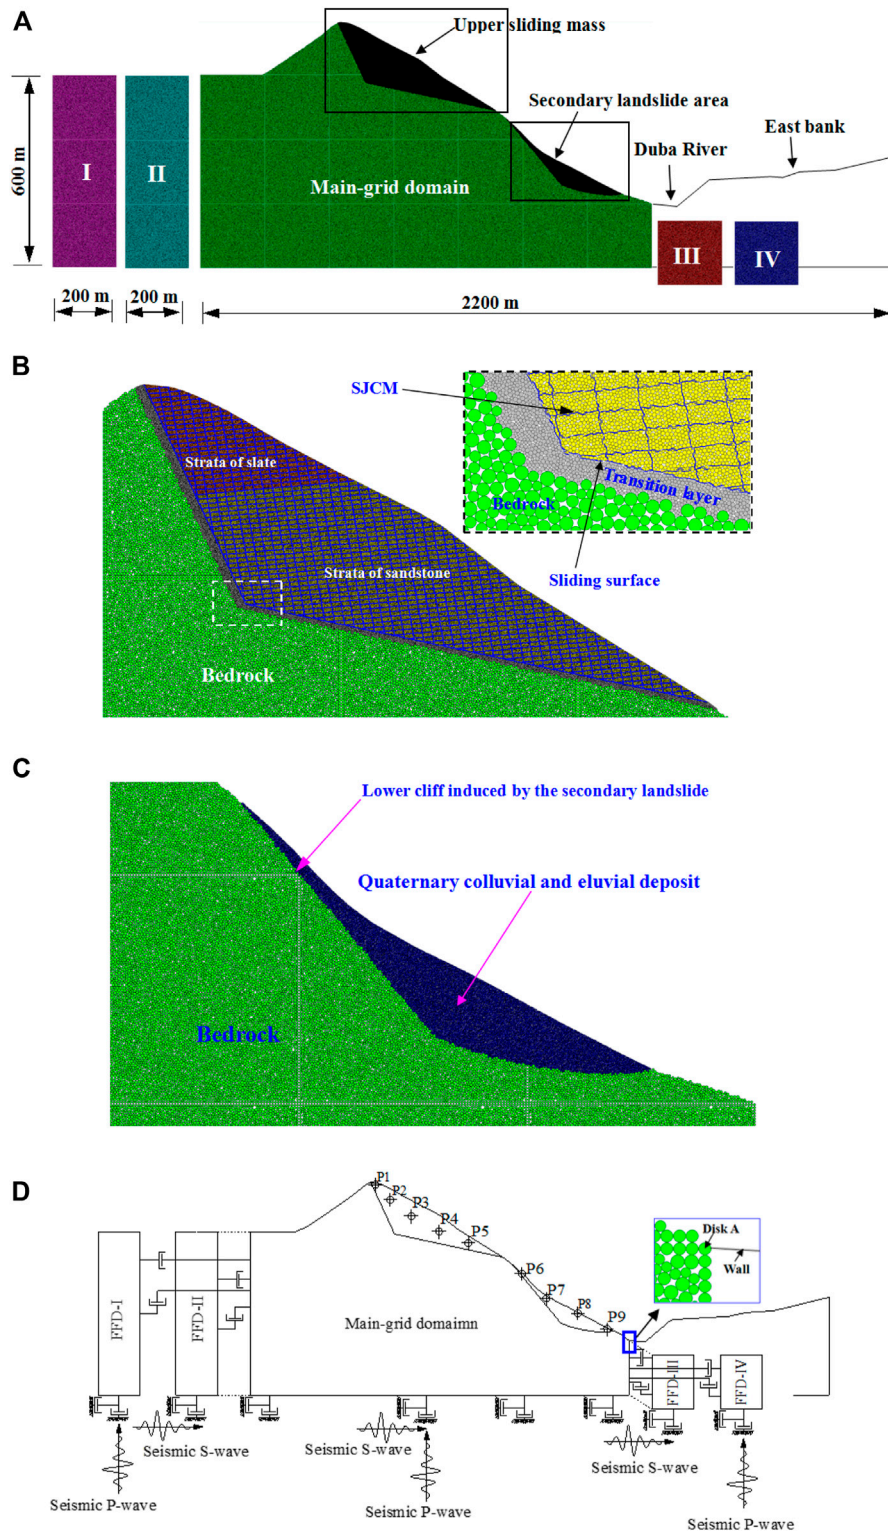 A
Upper sliding mass
Secondary landslide area
East bank
Duba River
600 m
I
II
Main-grid domain
III
IV
200 m
200 m
2200 m
B
SJCM
Strata of slate
Transition layer
Bedrock
Strata of sandstone
Sliding surface
Bedrock
C
Lower cliff induced by the secondary landslide
Quaternary colluvial and eluvial deposit
Bedrock
D
P1
P2
P3
P4
P5
P6
P7
P8
P9
Disk A
Wall
FFD-I
FFD-II
Main-grid domaimn
FFD-III
FFD-IV
Seismic S-wave
Seismic S-wave
Seismic S-wave
Seismic P-wave
Seismic P-wave
Seismic P-wave